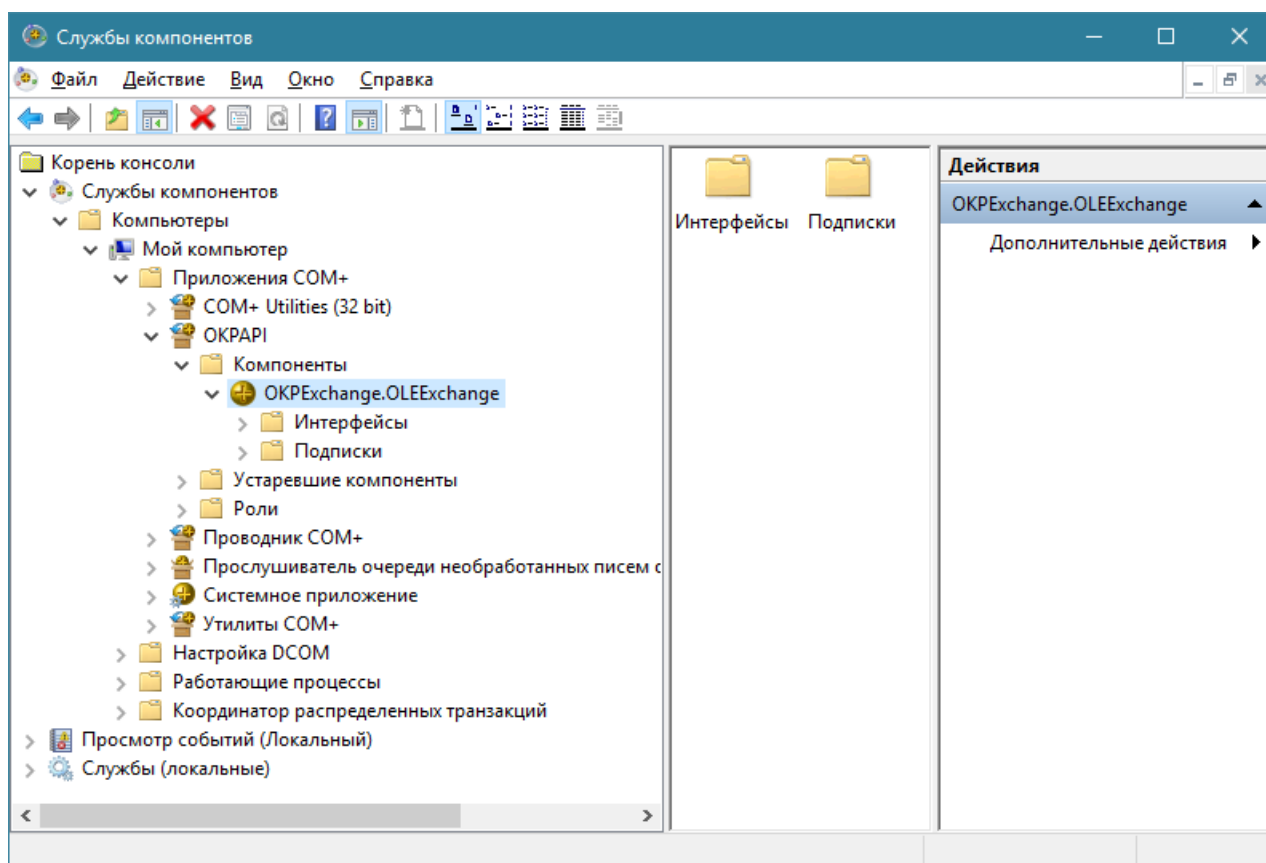 Службы компонентов
Файл Действие Вид Окно Справка
Корень консоли
Службы компонентов
Компьютеры
Мой компьютер
Приложения COM+
COM+ Utilities (32 bit)
OKPAPI
Компоненты
OKPExchange.OLEExchange
Интерфейсы
Подписки
Устаревшие компоненты
Роли
Проводник COM+
Прослушиватель очереди необработанных писем с
Системное приложение
Утилиты COM+
Настройка DCOM
Работающие процессы
Координатор распределенных транзакций
Просмотр событий (Локальный)
Службы (локальные)
Интерфейсы Подписки
Действия
OKPExchange.OLEExchange
Дополнительные действия